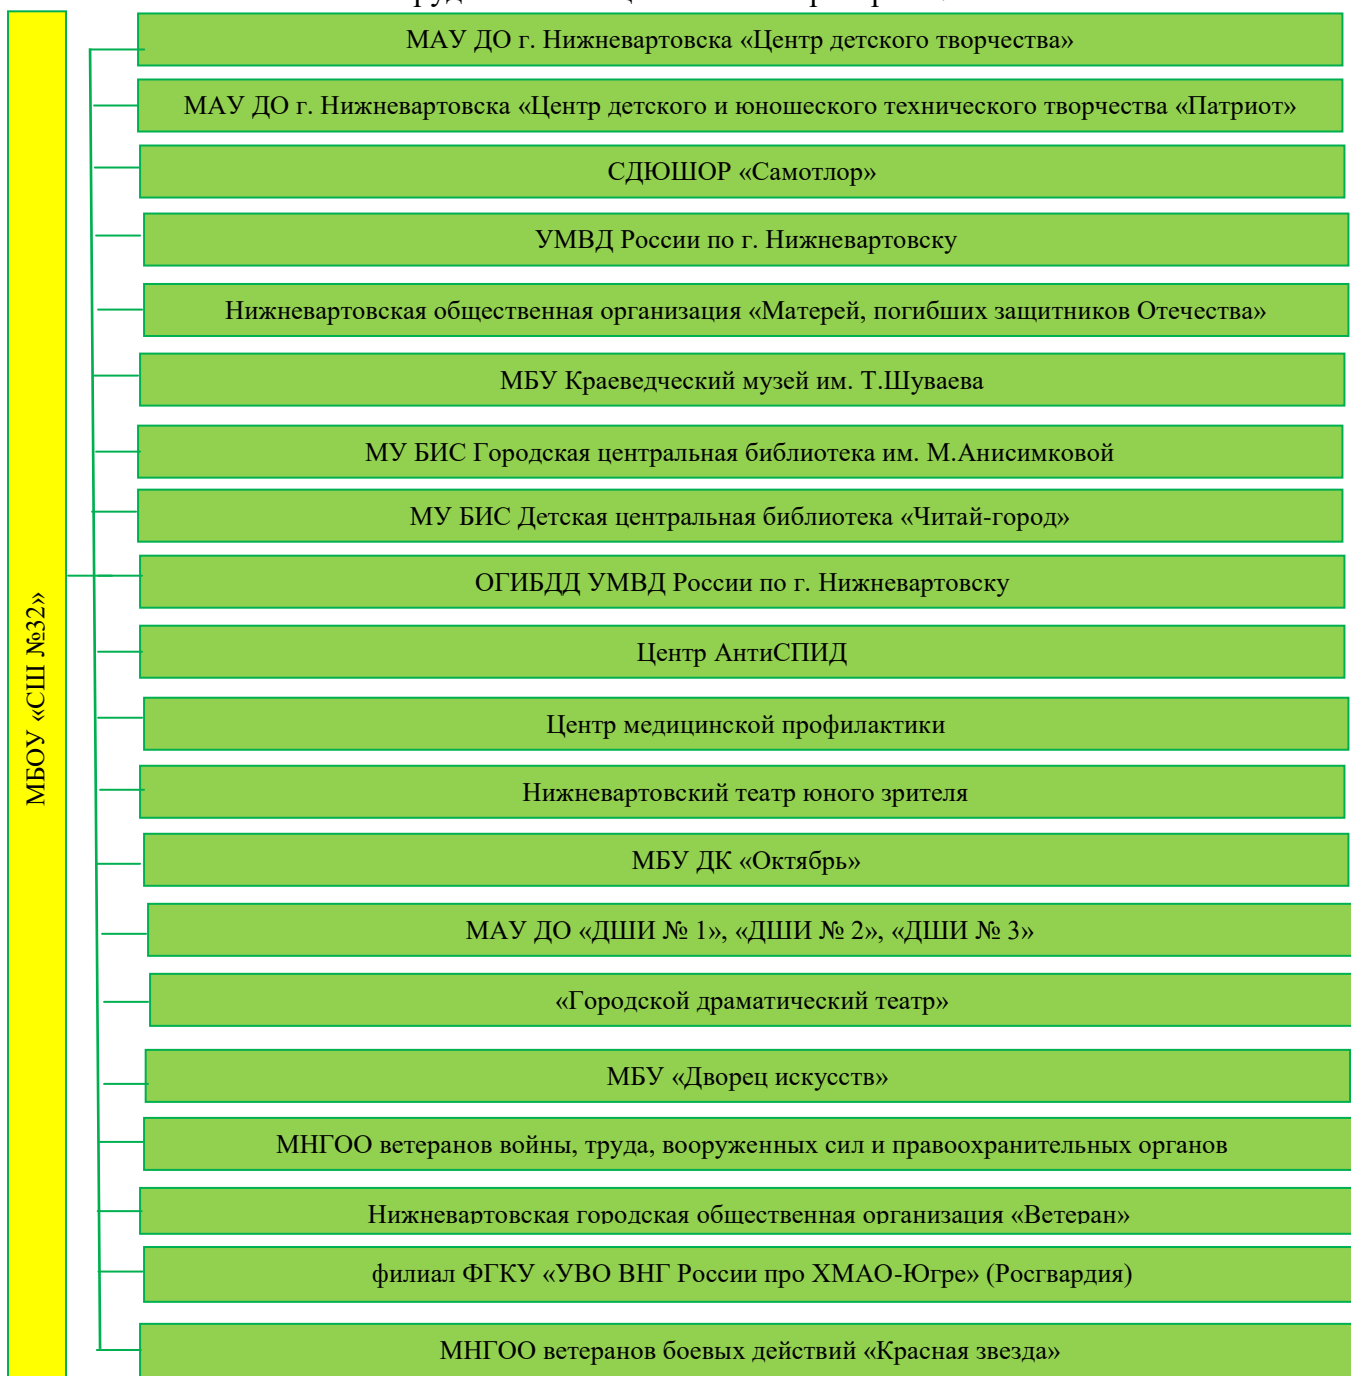 МБОУ «СШ №32»
МАУ ДО г. Нижневартовска «Центр детского творчества»
МАУ ДО г. Нижневартовска «Центр детского и юношеского технического творчества «Патриот»
СДЮШОР «Самотлор»
УМВД России по г. Нижневартовску
Нижневартовская общественная организация «Матерей, погибших защитников Отечества»
МБУ Краеведческий музей им. Т.Шуваева
МУ БИС Городская центральная библиотека им. М.Анисимковой
МУ БИС Детская центральная библиотека «Читай-город»
ОГИБДД УМВД России по г. Нижневартовску
Центр АнтиСПИД
Центр медицинской профилактики
Нижневартовский театр юного зрителя
МБУ ДК «Октябрь»
МАУ ДО «ДШИ № 1», «ДШИ № 2», «ДШИ № 3»
«Городской драматический театр»
МБУ «Дворец искусств»
МНГОО ветеранов войны, труда, вооруженных сил и правоохранительных органов
Нижневартовская городская общественная организация «Ветеран»
филиал ФГКУ «УВО ВНГ России про ХМАО-Югре» (Росгвардия)
МНГОО ветеранов боевых действий «Красная звезда»